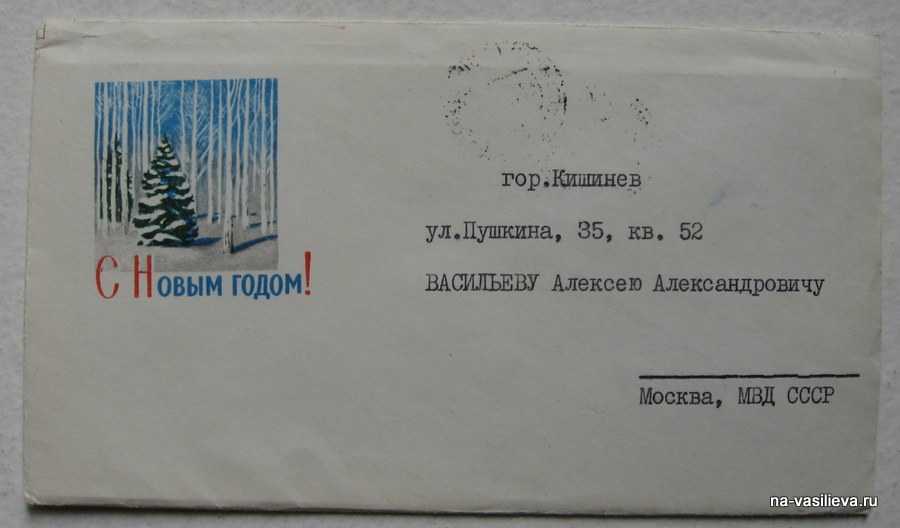 С Новым годом!
гор.Кишинев
ул.Пушкина, 35, кв. 52
ВАСИЛЬЕВУ Алексею Александровичу
Москва, МВД СССР
na-vasilieva.ru